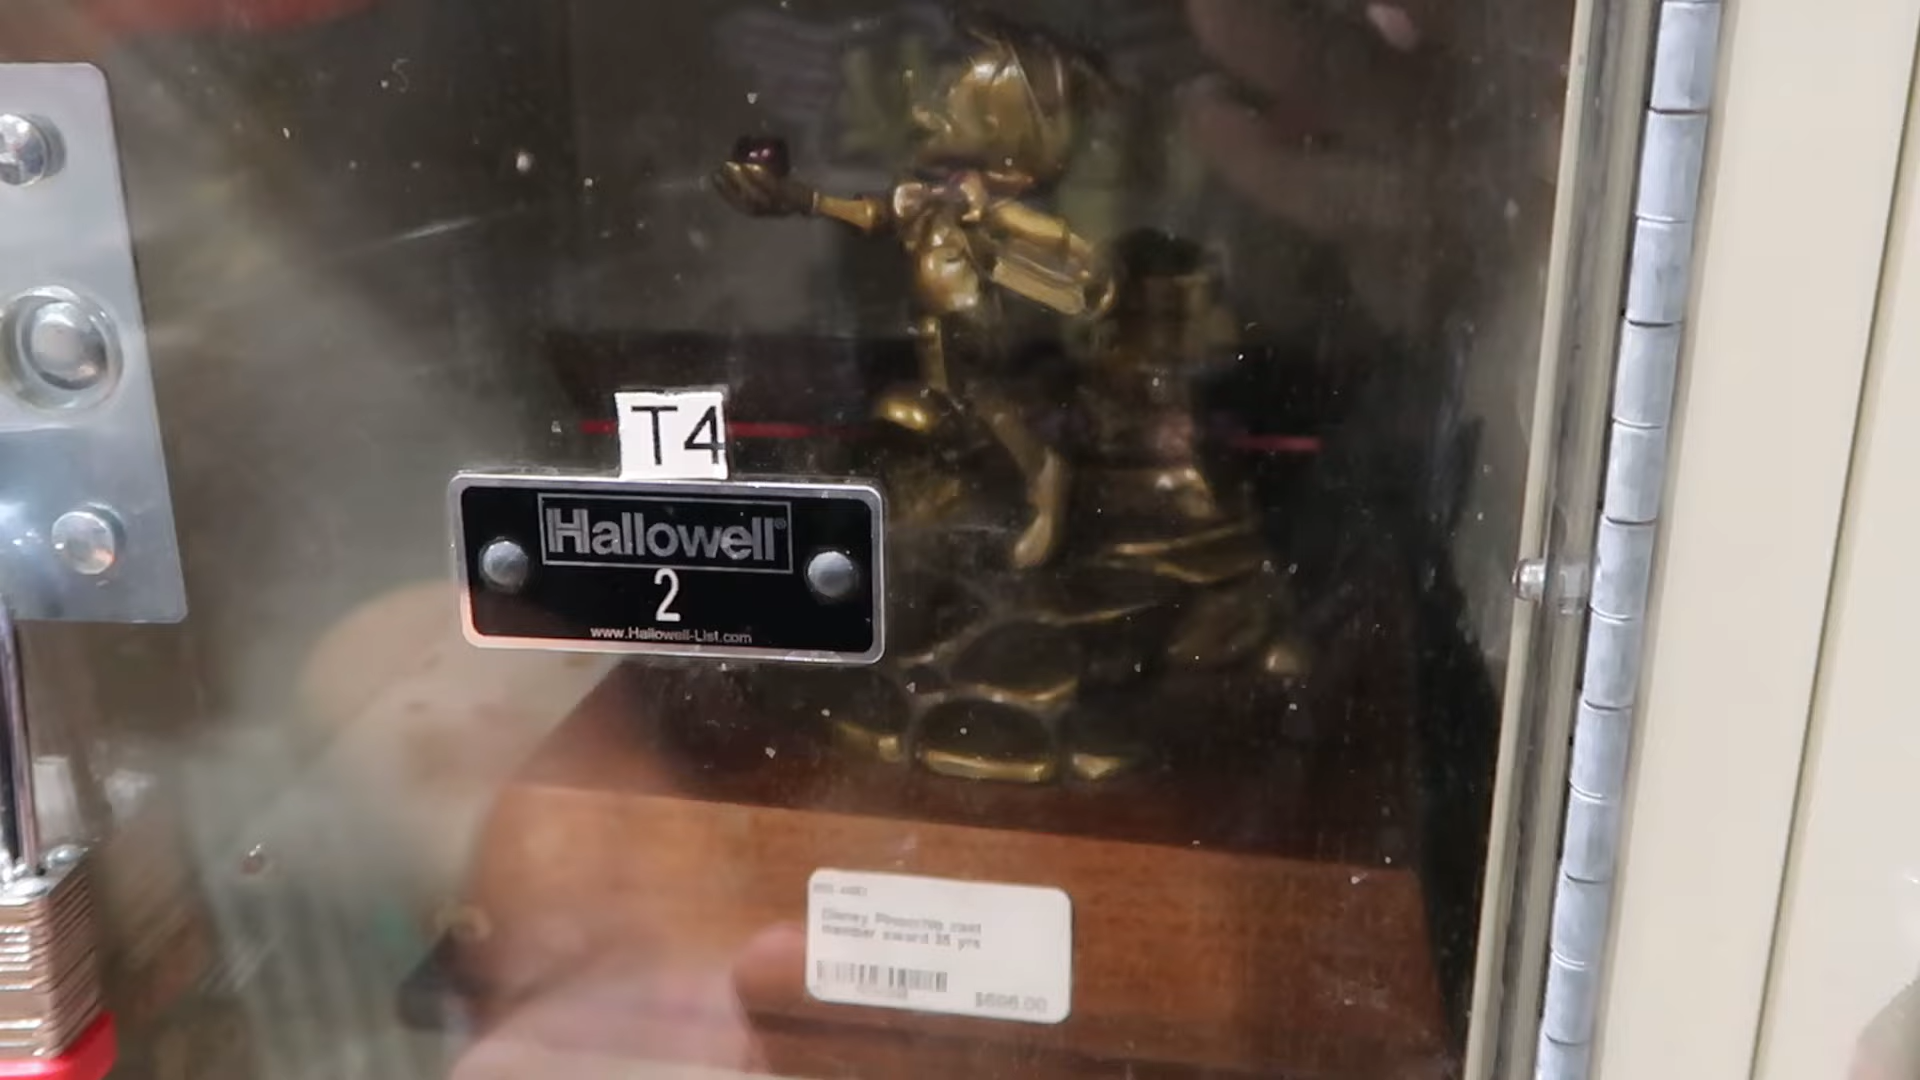 T4
Hallowell®
2
www.Hallowell-List.com
Disney Pinocchio cast
member award 35 yrs